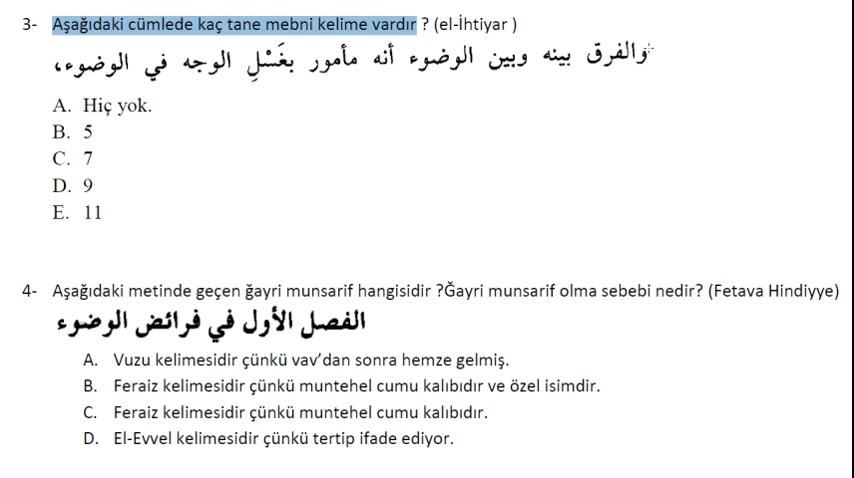 3- Aşağıdaki cümlede kaç tane mebni kelime vardır ? (el-İhtiyar )
والفرق بينه وبين الوضوء أنه مأمور بغَسْلِ الوجه في الوضوء،
A. Hiç yok.
B. 5
C. 7
D. 9
E. 11
4- Aşağıdaki metinde geçen ğayri munsarif hangisidir ?Ğayri munsarif olma sebebi nedir? (Fetava Hindiyye)
الفصل الأول في فرائض الوضوء
A. Vuzu kelimesidir çünkü vav’dan sonra hemze gelmiş.
B. Feraiz kelimesidir çünkü muntehel cumu kalıbıdır ve özel isimdir.
C. Feraiz kelimesidir çünkü muntehel cumu kalıbıdır.
D. El-Evvel kelimesidir çünkü tertip ifade ediyor.